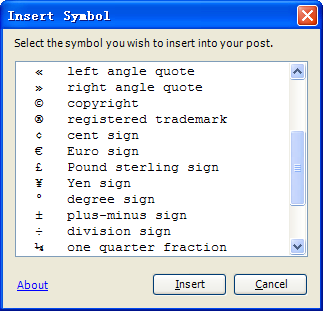 Insert Symbol
Select the symbol you wish to insert into your post.
« left angle quote
» right angle quote
© copyright
® registered trademark
¢ cent sign
€ Euro sign
£ Pound sterling sign
¥ Yen sign
° degree sign
± plus-minus sign
÷ division sign
¼ one quarter fraction
About
Insert
Cancel